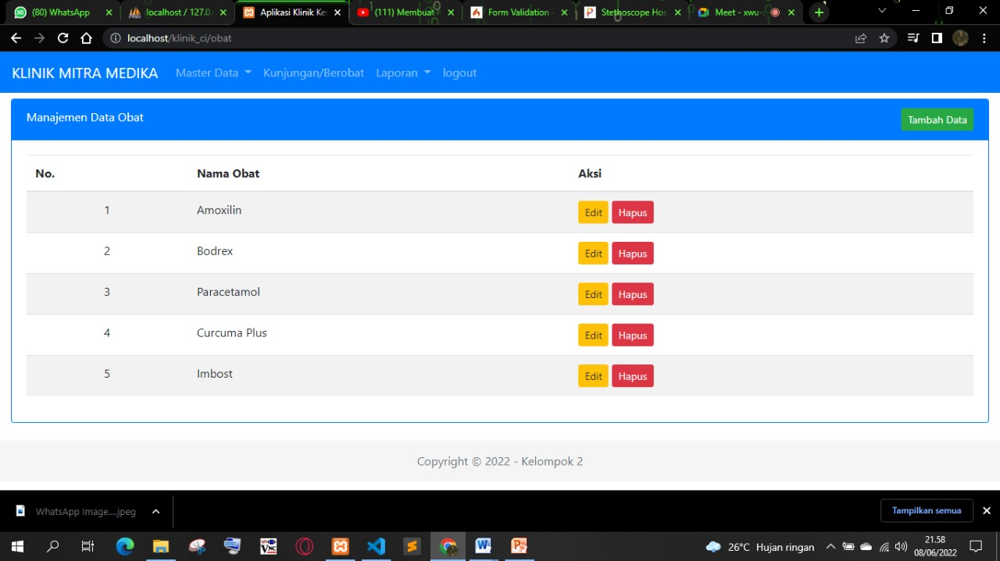 (80) WhatsApp
localhost / 127.0.
Aplikasi Klinik Kes
(111) Membuat
Form Validation -
Stethoscope Hos
Meet - xwu-
localhost/klinik_ci/obat
KLINIK MITRA MEDIKA Master Data Kunjungan/Berobat Laporan logout
Manajemen Data Obat Tambah Data
No. Nama Obat Aksi
1 Amoxilin Edit Hapus
2 Bodrex Edit Hapus
3 Paracetamol Edit Hapus
4 Curcuma Plus Edit Hapus
5 Imbost Edit Hapus
Copyright © 2022 - Kelompok 2
WhatsApp Image....jpeg Tampilkan semua
26°C Hujan ringan
21.58
08/06/2022